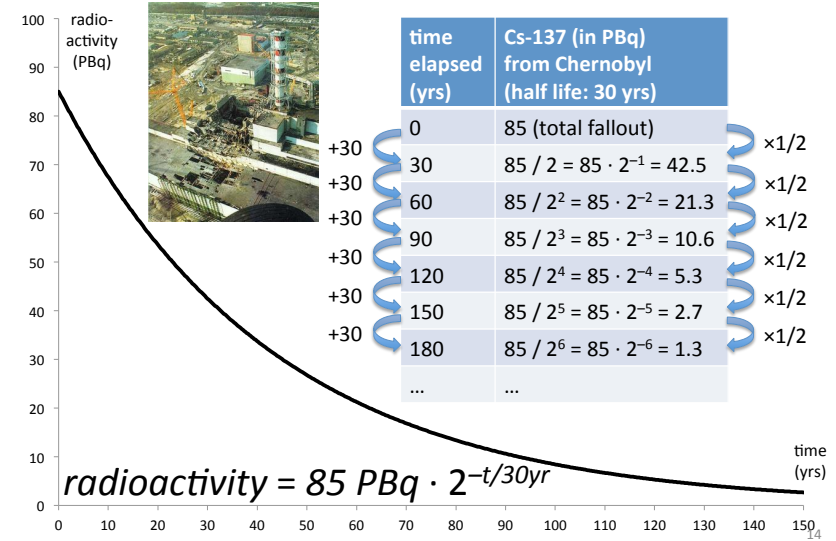 radio-
activity
(PBq)
100
90
80
70
60
50
40
30
20
10
0
time
elapsed
(yrs)
Cs-137 (in PBq)
from Chernobyl
(half life: 30 yrs)
0 85 (total fallout)
30 85 / 2 = 85 · 2⁻¹ = 42.5
60 85 / 2² = 85 · 2⁻² = 21.3
90 85 / 2³ = 85 · 2⁻³ = 10.6
120 85 / 2⁴ = 85 · 2⁻⁴ = 5.3
150 85 / 2⁵ = 85 · 2⁻⁵ = 2.7
180 85 / 2⁶ = 85 · 2⁻⁶ = 1.3
... ...
+30
+30
+30
+30
+30
+30
×1/2
×1/2
×1/2
×1/2
×1/2
×1/2
radioactivity = 85 PBq · 2^–t/30yr
time
(yrs)
0 10 20 30 40 50 60 70 80 90 100 110 120 130 140 150
14